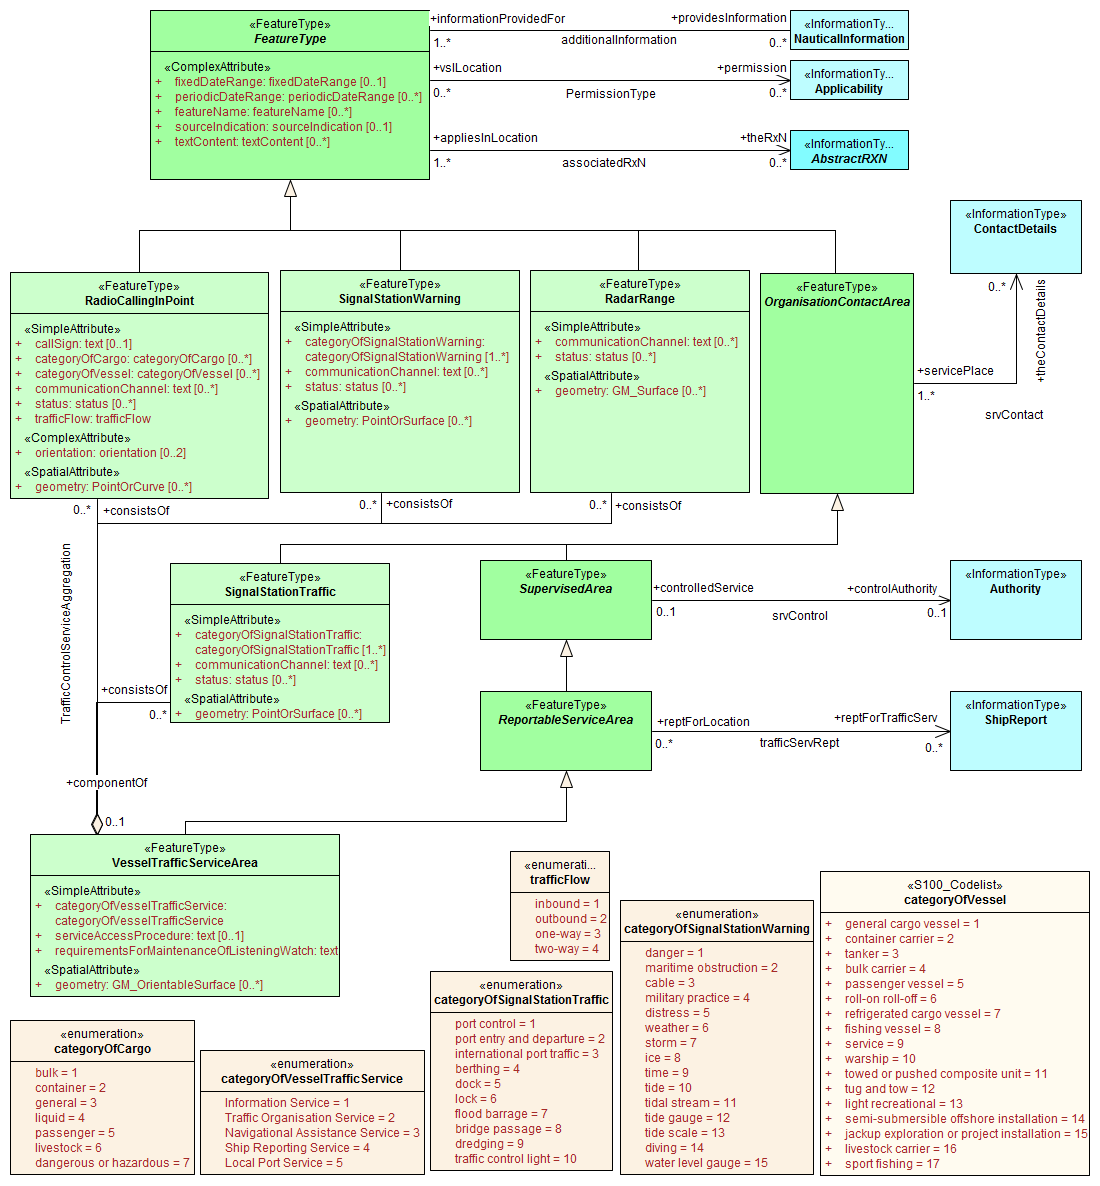 «FeatureType»
FeatureType
«ComplexAttribute»
+ fixedDateRange: fixedDateRange [0..1]
+ periodicDateRange: periodicDateRange [0..*]
+ featureName: featureName [0..*]
+ sourceIndication: sourceIndication [0..1]
+ textContent: textContent [0..*]
+informationProvidedFor
+providesInformation
1..*
additionalInformation
0..*
«InformationTy...
NauticalInformation
+vslLocation
+permission
0..*
PermissionType
0..*
«InformationTy...
Applicability
+appliesInLocation
+theRxN
1..*
associatedRxN
0..*
«InformationTy...
AbstractRXN
«InformationType»
ContactDetails
0..*
+theContactDetails
+servicePlace
1..*
srvContact
«FeatureType»
RadioCallingInPoint
«SimpleAttribute»
+ callSign: text [0..1]
+ categoryOfCargo: categoryOfCargo [0..*]
+ categoryOfVessel: categoryOfVessel [0..*]
+ communicationChannel: text [0..*]
+ status: status [0..*]
+ trafficFlow: trafficFlow
«ComplexAttribute»
+ orientation: orientation [0..2]
«SpatialAttribute»
+ geometry: PointOrCurve [0..*]
«FeatureType»
SignalStationWarning
«SimpleAttribute»
+ categoryOfSignalStationWarning:
categoryOfSignalStationWarning [1..*]
+ communicationChannel: text [0..*]
+ status: status [0..*]
«SpatialAttribute»
+ geometry: PointOrSurface [0..*]
«FeatureType»
RadarRange
«SimpleAttribute»
+ communicationChannel: text [0..*]
+ status: status [0..*]
«SpatialAttribute»
+ geometry: GM_Surface [0..*]
«FeatureType»
OrganisationContactArea
0..*
+consistsOf
0..*
+consistsOf
0..*
+consistsOf
TrafficControlServiceAggregation
«FeatureType»
SignalStationTraffic
«SimpleAttribute»
+ categoryOfSignalStationTraffic:
categoryOfSignalStationTraffic [1..*]
+ communicationChannel: text [0..*]
+ status: status [0..*]
«SpatialAttribute»
+ geometry: PointOrSurface [0..*]
+consistsOf
0..*
+componentOf
0..1
«FeatureType»
SupervisedArea
+controlledService
+controlAuthority
0..1
srvControl
0..1
«InformationType»
Authority
«FeatureType»
ReportableServiceArea
+reptForLocation
+reptForTrafficServ
0..*
trafficServRept
0..*
«InformationType»
ShipReport
«FeatureType»
VesselTrafficServiceArea
«SimpleAttribute»
+ categoryOfVesselTrafficService:
categoryOfVesselTrafficService
+ serviceAccessProcedure: text [0..1]
+ requirementsForMaintenanceOfListeningWatch: text
«SpatialAttribute»
+ geometry: GM_OrientableSurface [0..*]
«enumeration»
categoryOfCargo
bulk = 1
container = 2
general = 3
liquid = 4
passenger = 5
livestock = 6
dangerous or hazardous = 7
«enumeration»
categoryOfVesselTrafficService
Information Service = 1
Traffic Organisation Service = 2
Navigational Assistance Service = 3
Ship Reporting Service = 4
Local Port Service = 5
«enumerati...
trafficFlow
inbound = 1
outbound = 2
one-way = 3
two-way = 4
«enumeration»
categoryOfSignalStationTraffic
port control = 1
port entry and departure = 2
international port traffic = 3
berthing = 4
dock = 5
lock = 6
flood barrage = 7
bridge passage = 8
dredging = 9
traffic control light = 10
«enumeration»
categoryOfSignalStationWarning
danger = 1
maritime obstruction = 2
cable = 3
military practice = 4
distress = 5
weather = 6
storm = 7
ice = 8
time = 9
tide = 10
tidal stream = 11
tide gauge = 12
tide scale = 13
diving = 14
water level gauge = 15
«S100_Codelist»
categoryOfVessel
+ general cargo vessel = 1
+ container carrier = 2
+ tanker = 3
+ bulk carrier = 4
+ passenger vessel = 5
+ roll-on roll-off = 6
+ refrigerated cargo vessel = 7
+ fishing vessel = 8
+ service = 9
+ warship = 10
+ towed or pushed composite unit = 11
+ tug and tow = 12
+ light recreational = 13
+ semi-submersible offshore installation = 14
+ jackup exploration or project installation = 15
+ livestock carrier = 16
+ sport fishing = 17